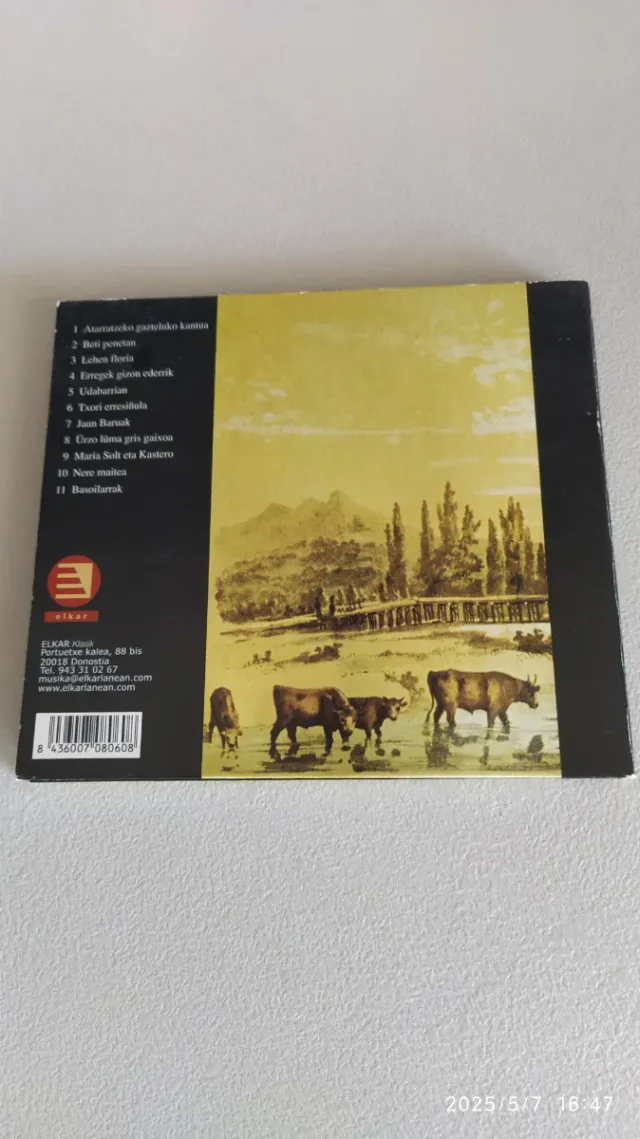 1 Atarratzeko gazteluko kantua
2 Beti penetan
3 Lehen floria
4 Erregek gizon ederrik
5 Udabarrian
6 Txori erresiñula
7 Jaun Baruak
8 Ürzo lüma gris gaixoa
9 Maria Solt eta Kastero
10 Nere maitea
11 Basoilarrak
elkar
ELKAR Klasik
Portuetxe kalea, 88 bis
20018 Donostia
Tel. 943 31 02 67
musika@elkarlanean.com
www.elkarlanean.com
8 436007 080608
2025/5/7 16:47